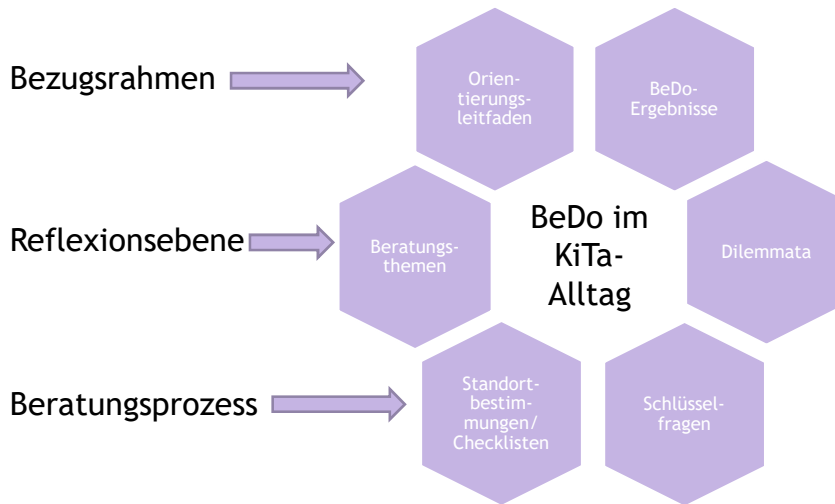 Bezugsrahmen
Orien-
tierungs-
leitfaden
BeDo-
Ergebnisse
Reflexionsebene
Beratungs-
themen
BeDo im
KiTa-
Alltag
Dilemmata
Beratungsprozess
Standort-
bestim-
mungen/
Checklisten
Schlüssel-
fragen